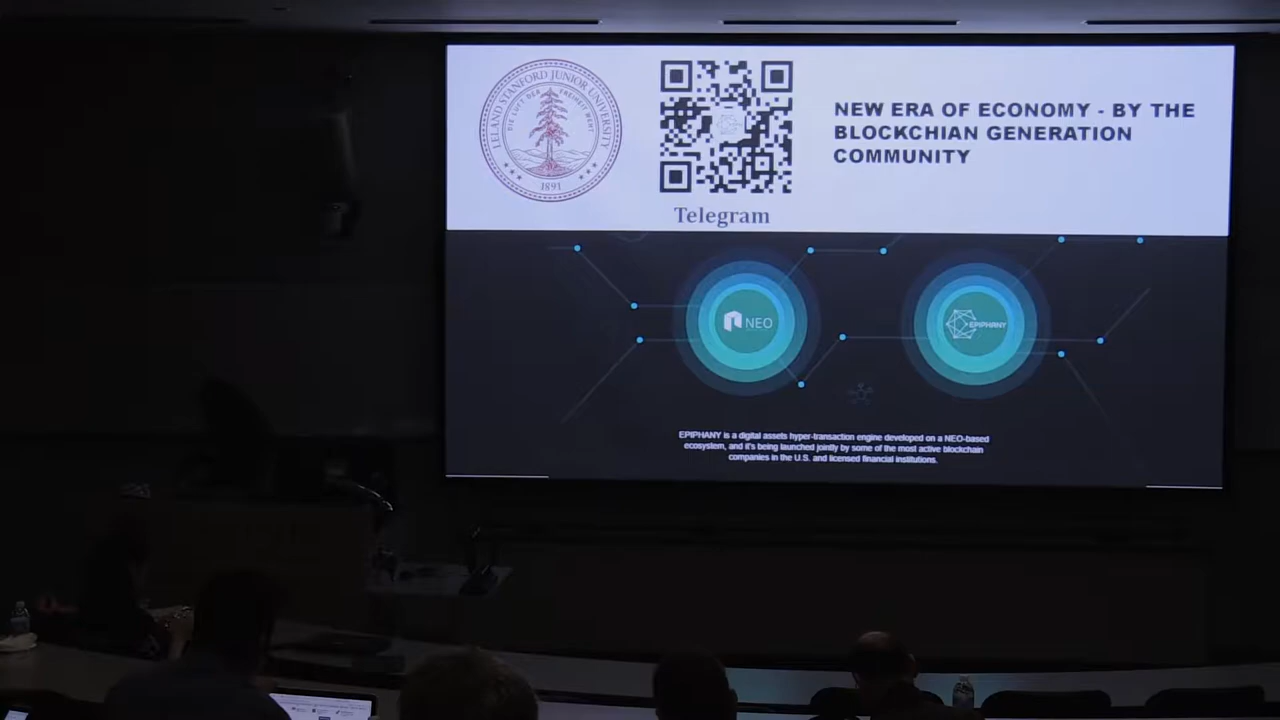 LELAND STANFORD JUNIOR UNIVERSITY
DIE LUFT DER FREIHEIT WEHT
1891
Telegram
NEW ERA OF ECONOMY - BY THE
BLOCKCHIAN GENERATION
COMMUNITY
NEO
EPIPHANY
EPIPHANY is a digital assets hyper-transaction engine developed on a NEO-based
ecosystem, and it's being launched jointly by some of the most active blockchain
companies in the U.S. and licensed financial institutions.